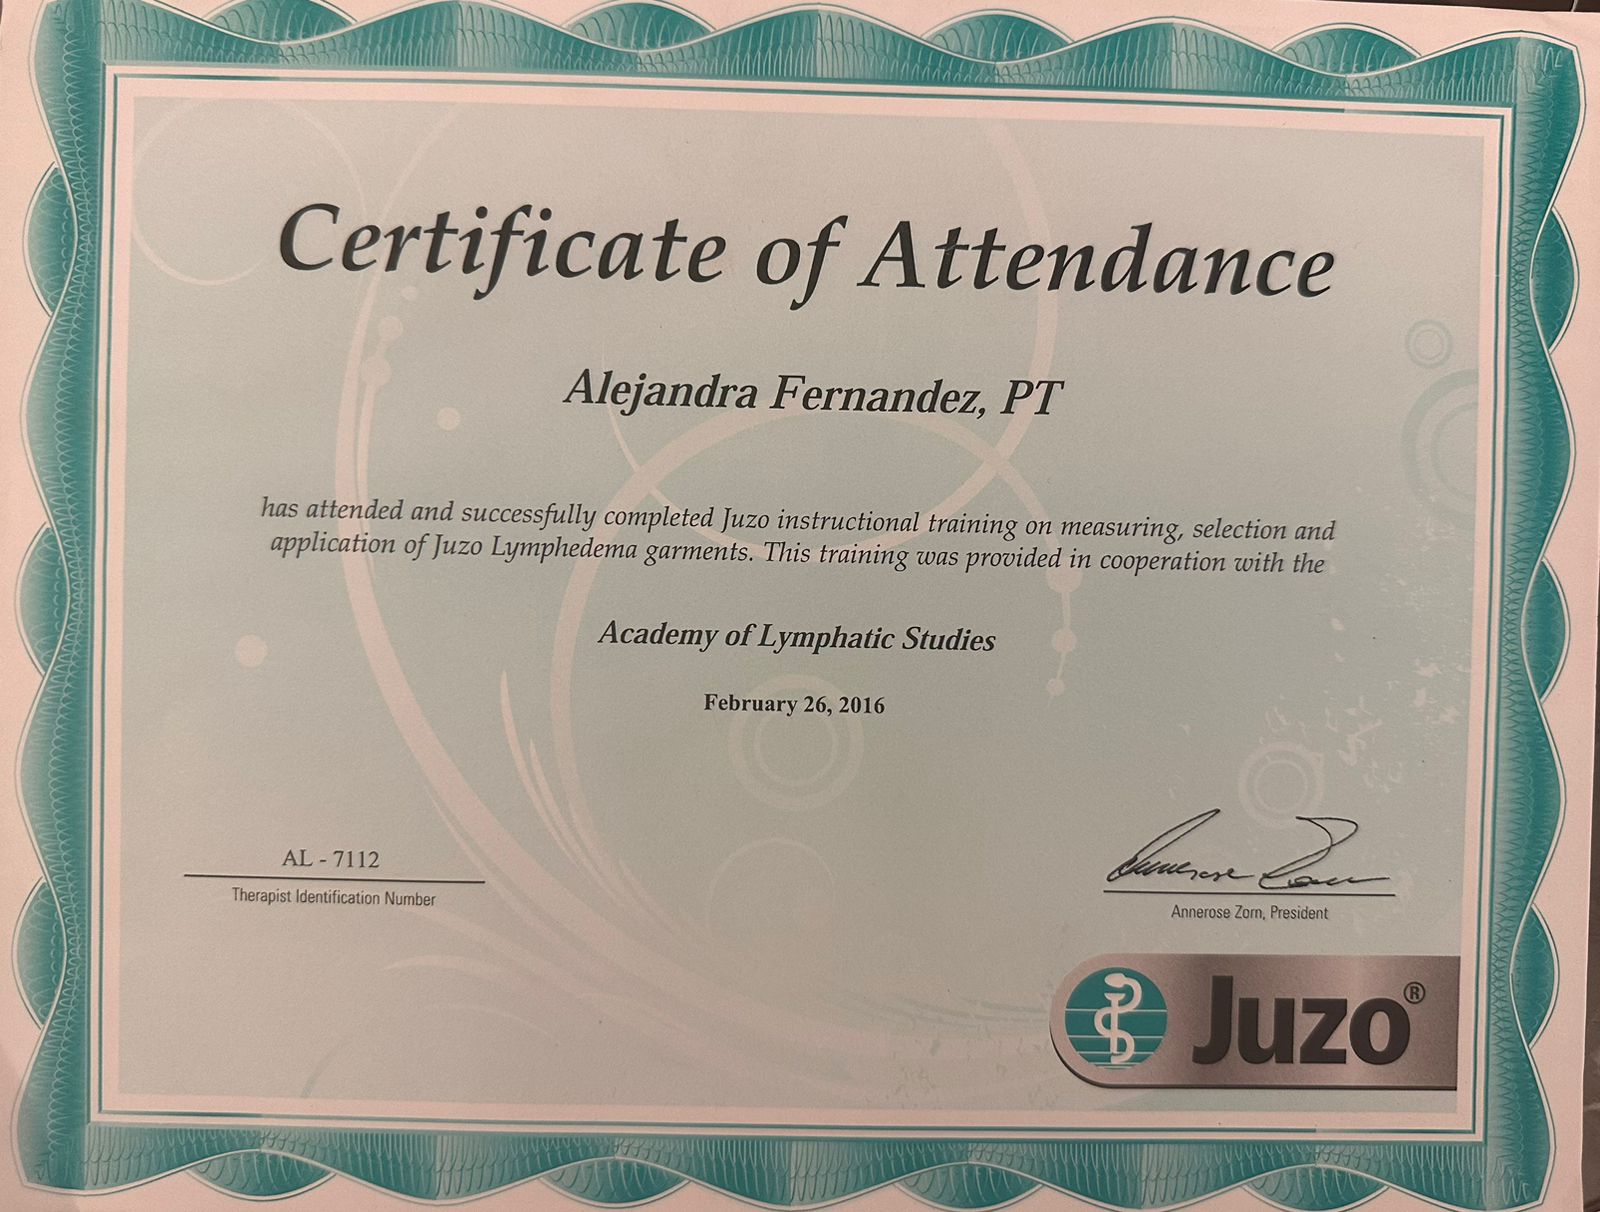 Certificate of Attendance
Alejandra Fernandez, PT
has attended and successfully completed Juzo instructional training on measuring, selection and
application of Juzo Lymphedema garments. This training was provided in cooperation with the
Academy of Lymphatic Studies
February 26, 2016
AL - 7112
Therapist Identification Number
Annerose Zorn
Annerose Zorn, President
Juzo®